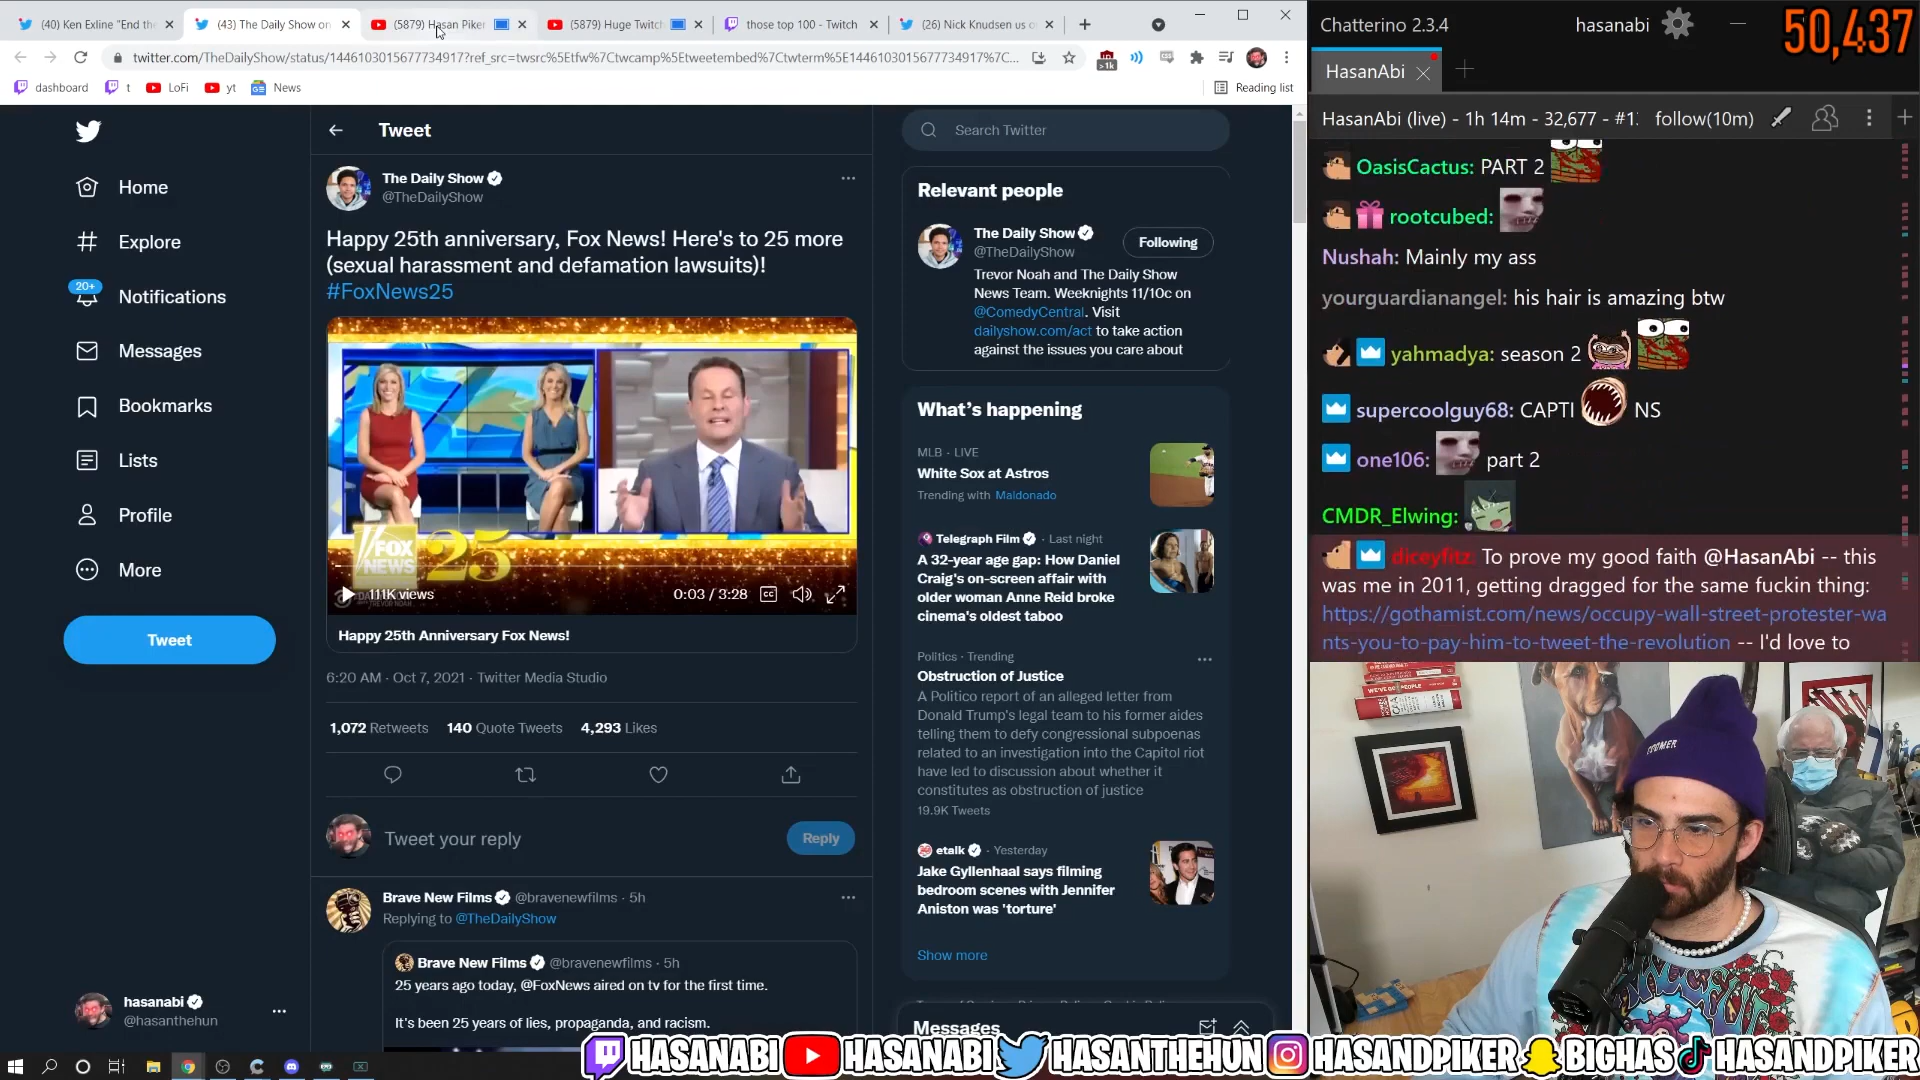 (40) Ken Exline "End the
(43) The Daily Show on
(5879) Hasan Piker
(5879) Huge Twitch
those top 100 - Twitch
(26) Nick Knudsen us o
twitter.com/TheDailyShow/status/1446103015677734917?ref_src=twsrc%5Etfw%7Ctwcamp%5Etweetembed%7Ctwterm%5E1446103015677734917%7C...
dashboard
t
LoFi
yt
News
Reading list
Chatterino 2.3.4
hasanabi
50,437
HasanAbi
HasanAbi (live) - 1h 14m - 32,677 - #1:
follow(10m)
Home
Explore
20+
Notifications
Messages
Bookmarks
Lists
Profile
More
Tweet
hasanabi
@hasanthehun
Tweet
The Daily Show
@TheDailyShow
Happy 25th anniversary, Fox News! Here's to 25 more
(sexual harassment and defamation lawsuits)!
#FoxNews25
FOX
NEWS
25
111K views
0:03 / 3:28
CC
Happy 25th Anniversary Fox News!
6:20 AM · Oct 7, 2021 · Twitter Media Studio
1,072 Retweets 140 Quote Tweets 4,293 Likes
Tweet your reply
Reply
Brave New Films @bravenewfilms · 5h
Replying to @TheDailyShow
Brave New Films @bravenewfilms · 5h
25 years ago today, @FoxNews aired on tv for the first time.
It's been 25 years of lies, propaganda, and racism.
Search Twitter
Relevant people
The Daily Show
@TheDailyShow
Following
Trevor Noah and The Daily Show
News Team. Weeknights 11/10c on
@ComedyCentral. Visit
dailyshow.com/act to take action
against the issues you care about
What's happening
MLB · LIVE
White Sox at Astros
Trending with Maldonado
Telegraph Film · Last night
A 32-year age gap: How Daniel
Craig's on-screen affair with
older woman Anne Reid broke
cinema's oldest taboo
Politics · Trending
Obstruction of Justice
A Politico report of an alleged letter from
Donald Trump's legal team to his former aides
telling them to defy congressional subpoenas
related to an investigation into the Capitol riot
have led to discussion about whether it
constitutes as obstruction of justice
19.9K Tweets
etalk · Yesterday
Jake Gyllenhaal says filming
bedroom scenes with Jennifer
Aniston was 'torture'
Show more
Messages
OasisCactus: PART 2
rootcubed:
Nushah: Mainly my ass
yourguardianangel: his hair is amazing btw
yahmadya: season 2
supercoolguy68: CAPTI NS
one106: part 2
CMDR_Elwing:
diceyfitz: To prove my good faith @HasanAbi -- this
was me in 2011, getting dragged for the same fuckin thing:
https://gothamist.com/news/occupy-wall-street-protester-wa
nts-you-to-pay-him-to-tweet-the-revolution -- I'd love to
HASANABI HASANABI HASANTHEHUN HASANDPIKER BIGHAS HASANDPIKER